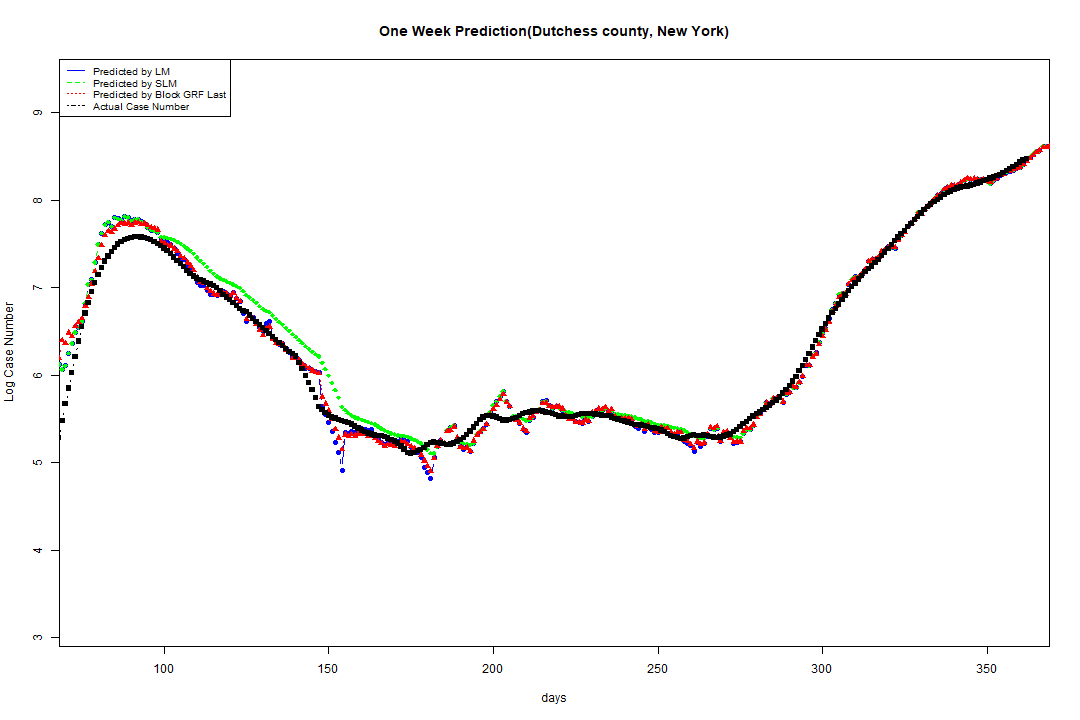 One Week Prediction(Dutchess county, New York)
Predicted by LM
Predicted by SLM
Predicted by Block GRF Last
Actual Case Number
9
8
7
6
5
4
3
Log Case Number
100 150 200 250 300 350
days